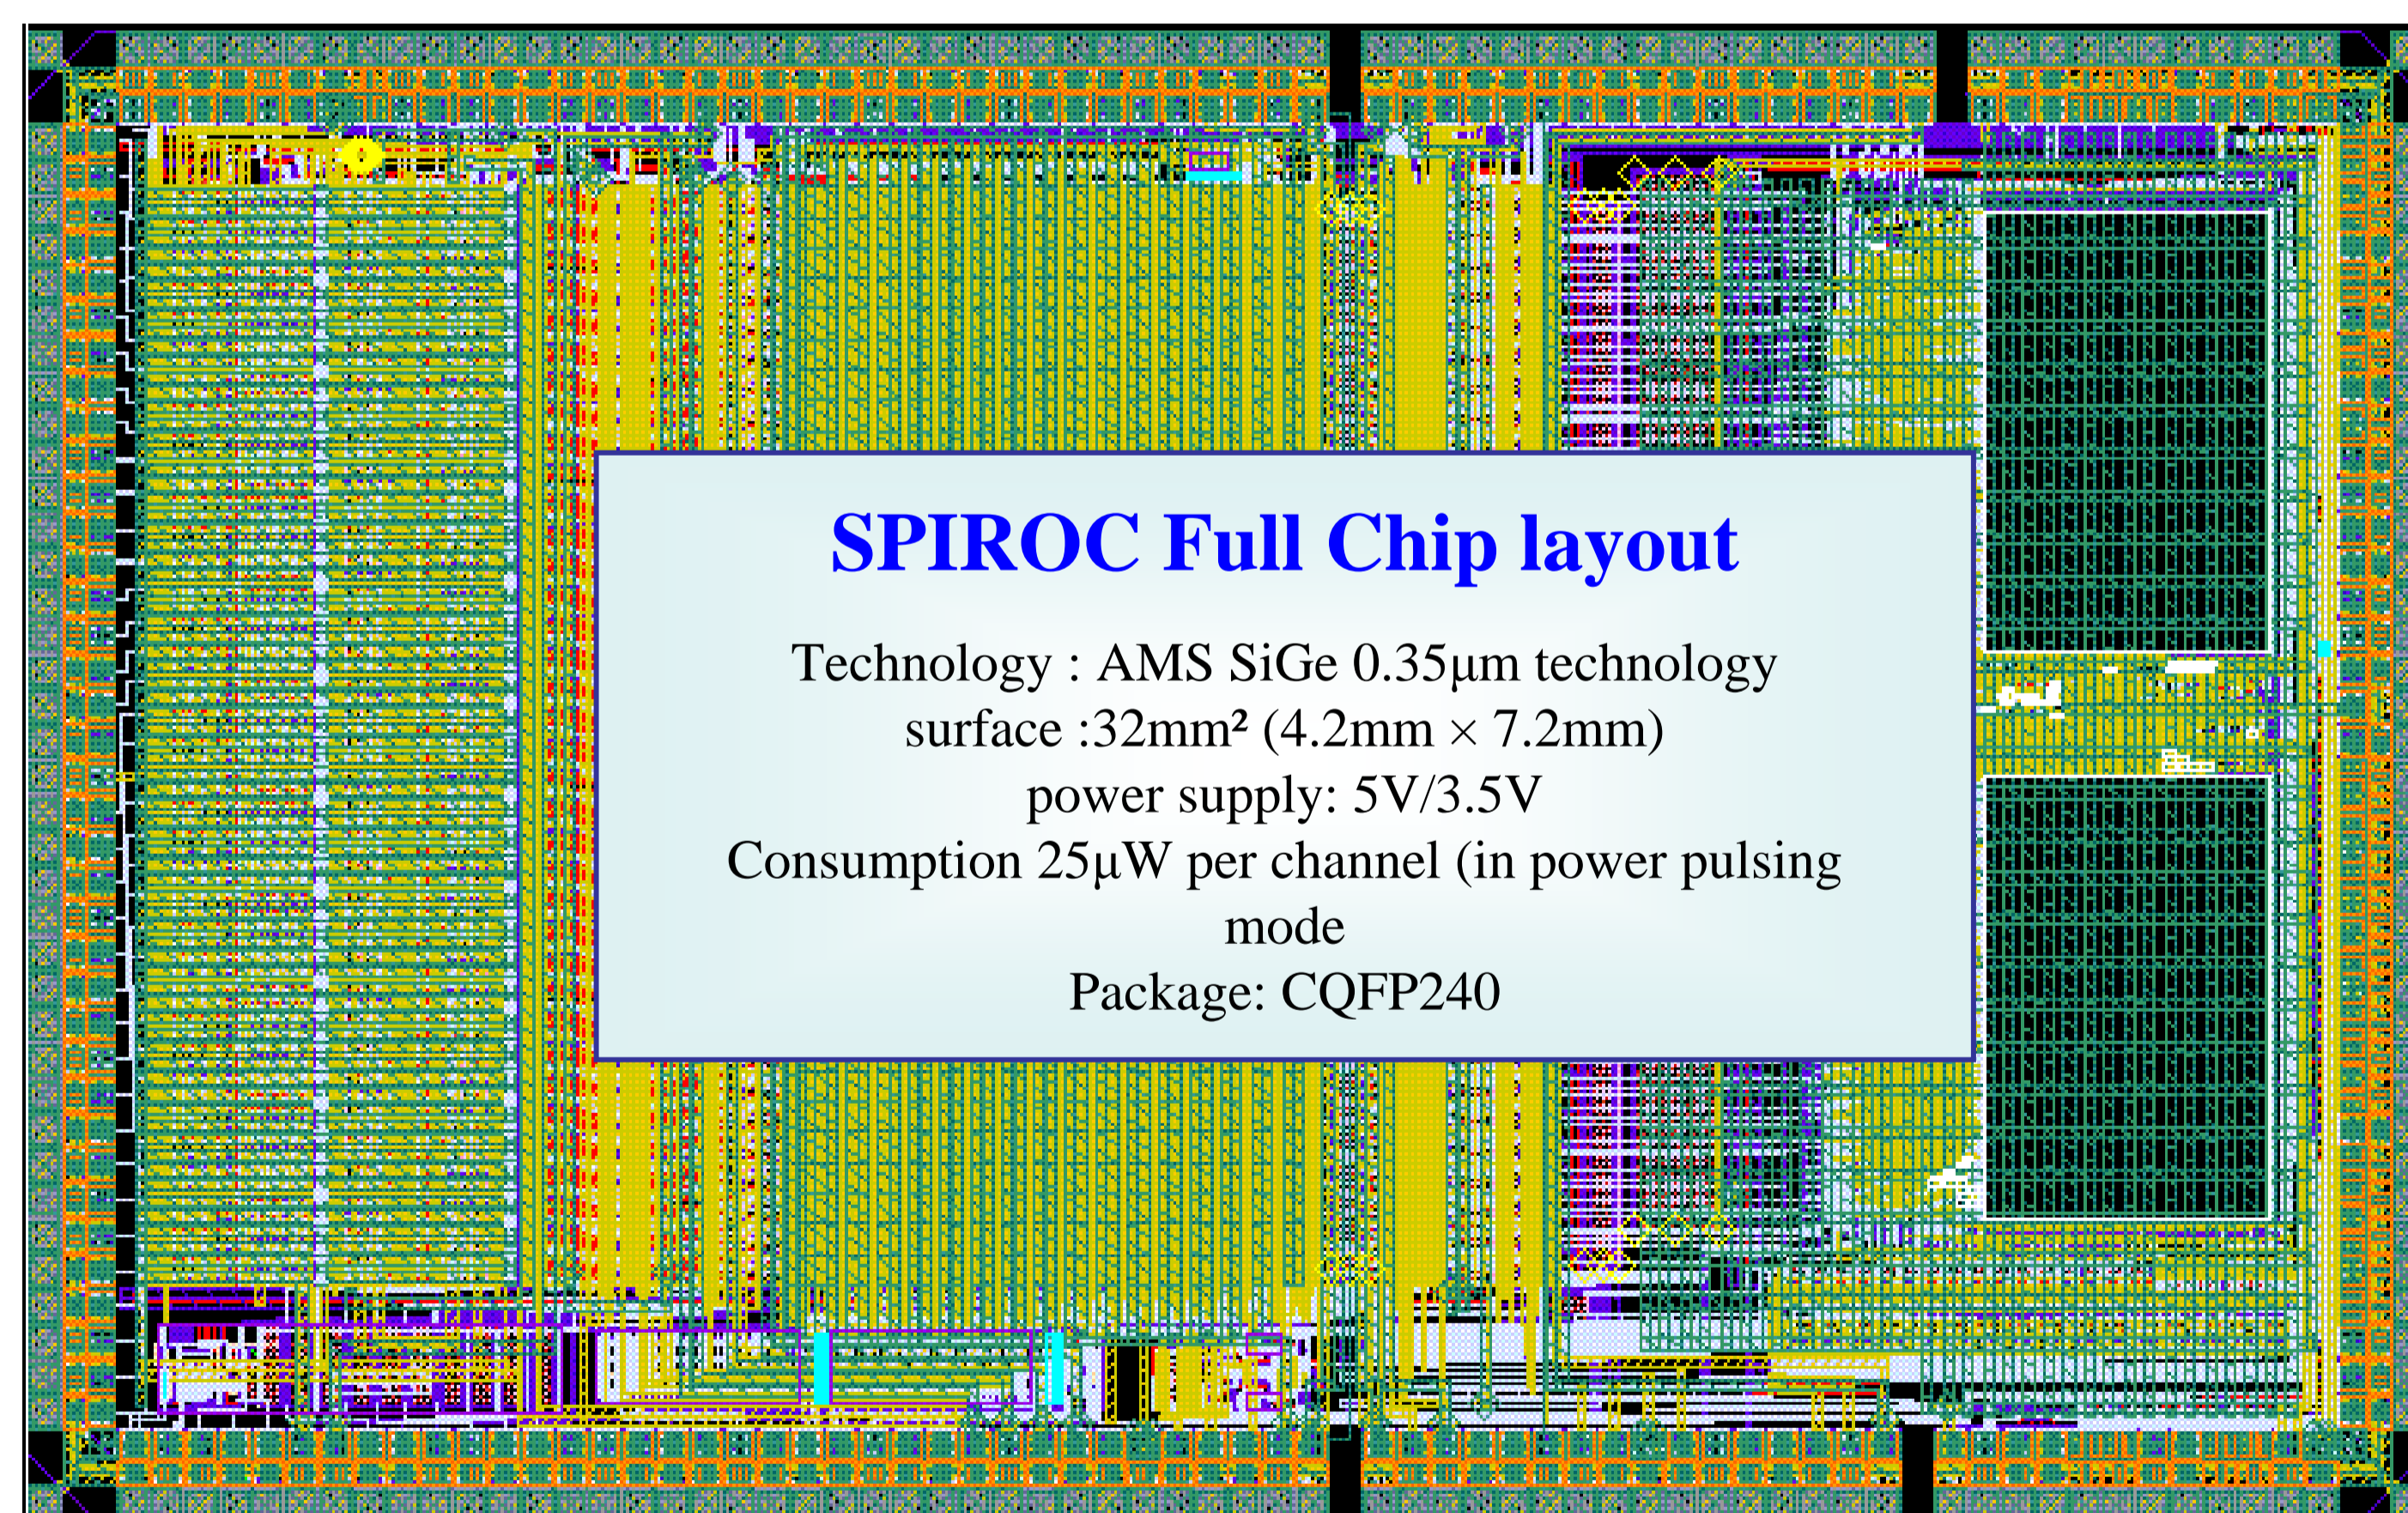 SPIROC Full Chip layout
Technology : AMS SiGe 0.35µm technology
surface :32mm² (4.2mm × 7.2mm)
power supply: 5V/3.5V
Consumption 25µW per channel (in power pulsing
mode
Package: CQFP240